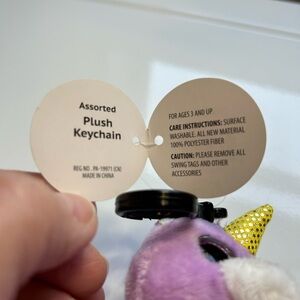 Assorted
Plush
Keychain
REG NO . PA-19971 (CN)
MADE IN CHINA
FOR AGES 3 AND UP
CARE INSTRUCTIONS: SURFACE
WASHABLE. ALL NEW MATERIAL
100% POLYESTER FIBER
CAUTION: PLEASE REMOVE ALL
SWING TAGS AND OTHER
ACCESSORIES